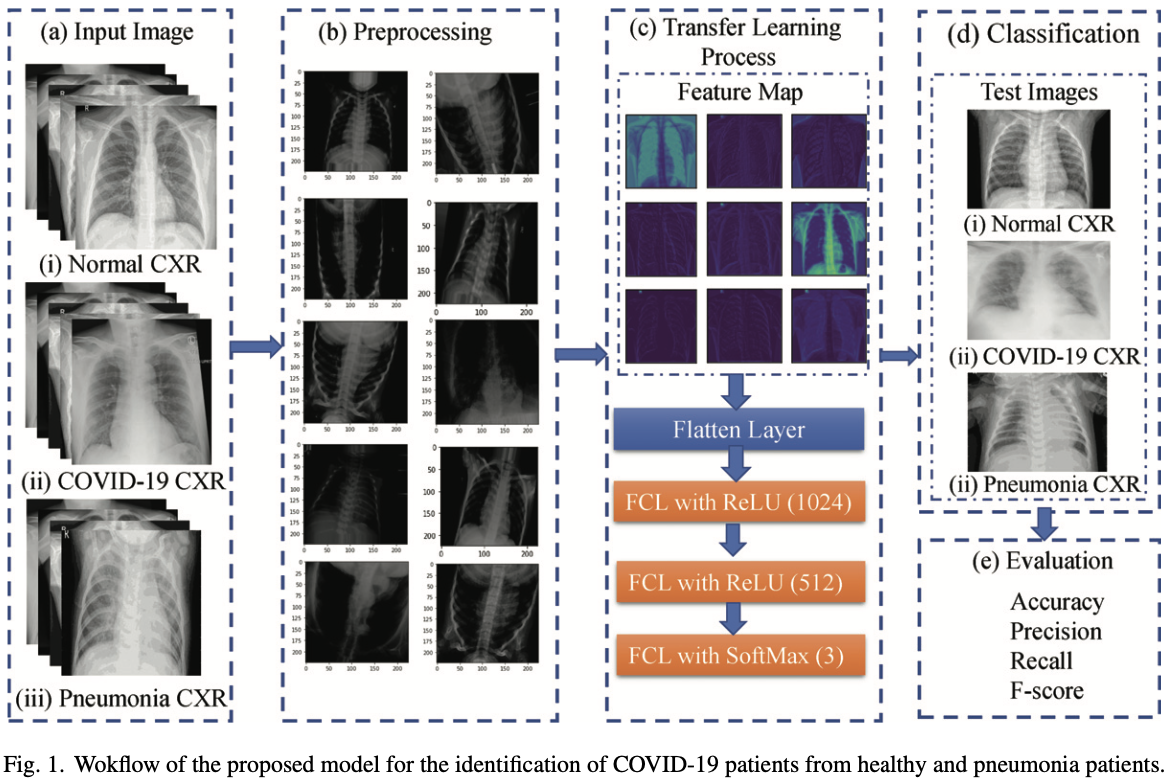 (a) Input Image
(i) Normal CXR
(ii) COVID-19 CXR
(iii) Pneumonia CXR
(b) Preprocessing
(c) Transfer Learning
Process
Feature Map
Flatten Layer
FCL with ReLU (1024)
FCL with ReLU (512)
FCL with SoftMax (3)
(d) Classification
Test Images
(i) Normal CXR
(ii) COVID-19 CXR
(ii) Pneumonia CXR
(e) Evaluation
Accuracy
Precision
Recall
F-score
Fig. 1. Wokflow of the proposed model for the identification of COVID-19 patients from healthy and pneumonia patients.